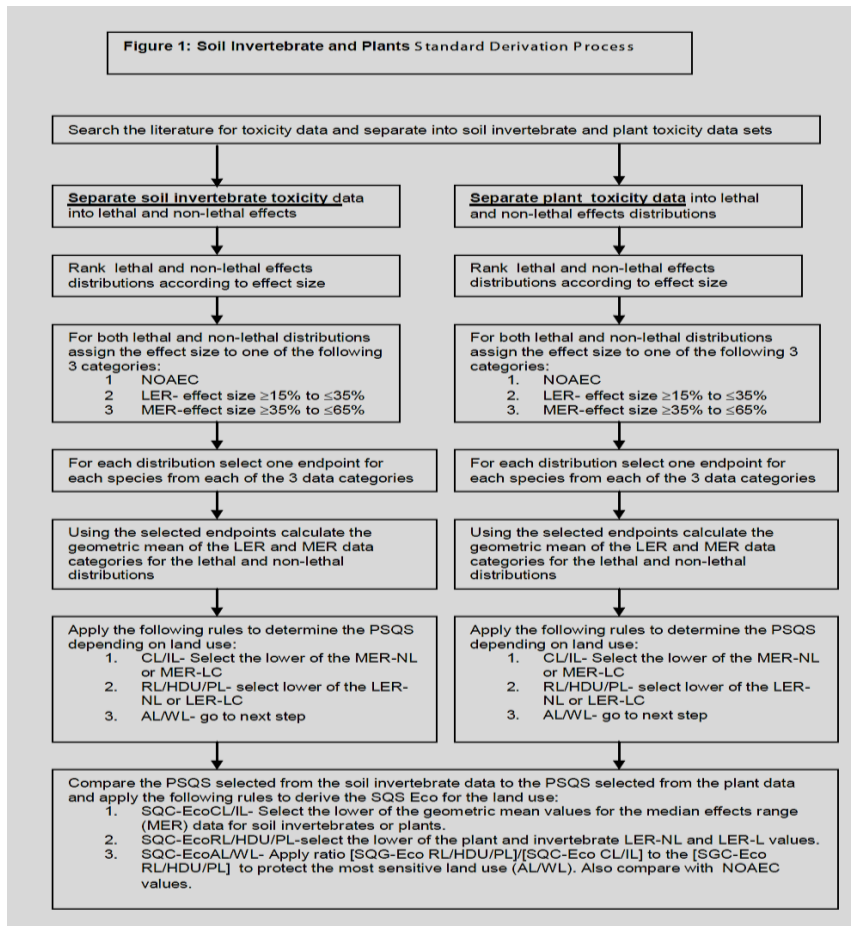 Figure 1: Soil Invertebrate and Plants Standard Derivation Process
Search the literature for toxicity data and separate into soil invertebrate and plant toxicity data sets
Separate soil invertebrate toxicity data
into lethal and non-lethal effects
Rank lethal and non-lethal effects
distributions according to effect size
For both lethal and non-lethal distributions
assign the effect size to one of the following
3 categories:
1 NOAEC
2 LER- effect size ≥15% to ≤35%
3 MER-effect size ≥35% to ≤65%
For each distribution select one endpoint for
each species from each of the 3 data categories
Using the selected endpoints calculate the
geometric mean of the LER and MER data
categories for the lethal and non-lethal
distributions
Apply the following rules to determine the PSQS
depending on land use:
1. CL/IL- Select the lower of the MER-NL
or MER-LC
2. RL/HDU/PL- select lower of the LER-
NL or LER-LC
3. AL/WL- go to next step
Separate plant toxicity data into lethal
and non-lethal effects distributions
Rank lethal and non-lethal effects
distributions according to effect size
For both lethal and non-lethal distributions
assign the effect size to one of the following 3
categories:
1. NOAEC
2. LER- effect size ≥15% to ≤35%
3. MER-effect size ≥35% to ≤65%
For each distribution select one endpoint for
each species from each of the 3 data categories
Using the selected endpoints calculate the
geometric mean of the LER and MER data
categories for the lethal and non-lethal
distributions
Apply the following rules to determine the PSQS
depending on land use:
1. CL/IL- Select the lower of the MER-NL
or MER-LC
2. RL/HDU/PL- select lower of the LER-
NL or LER-LC
3. AL/WL- go to next step
Compare the PSQS selected from the soil invertebrate data to the PSQS selected from the plant data
and apply the following rules to derive the SQS Eco for the land use:
1. SQC-EcoCL/IL- Select the lower of the geometric mean values for the median effects range
(MER) data for soil invertebrates or plants.
2. SQC-EcoRL/HDU/PL-select the lower of the plant and invertebrate LER-NL and LER-L values.
3. SQC-EcoAL/WL- Apply ratio [SQG-Eco RL/HDU/PL]/[SQC-Eco CL/IL] to the [SGC-Eco
RL/HDU/PL] to protect the most sensitive land use (AL/WL). Also compare with NOAEC
values.